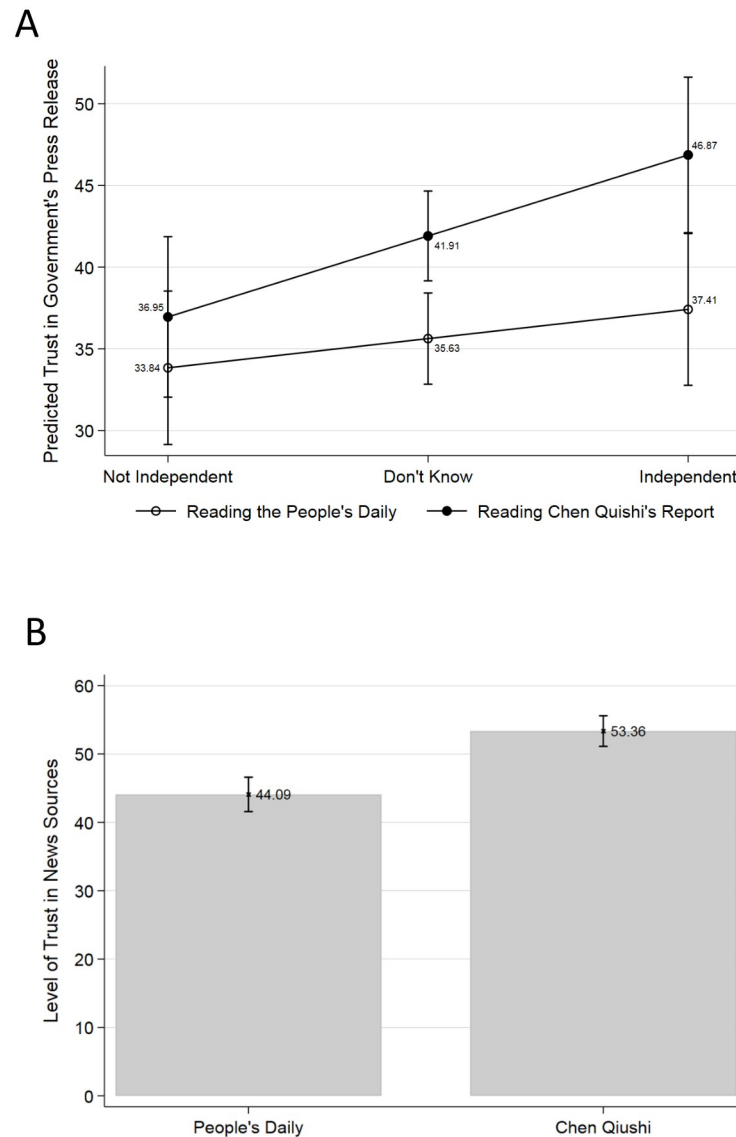 A
Predicted Trust in Government's Press Release
50
45
40
35
30
46.87
41.91
36.95
37.41
35.63
33.84
Not Independent Don't Know Independent
Reading the People's Daily Reading Chen Quishi's Report
B
Level of Trust in News Sources
60
50
40
30
20
10
0
53.36
44.09
People's Daily Chen Qiushi